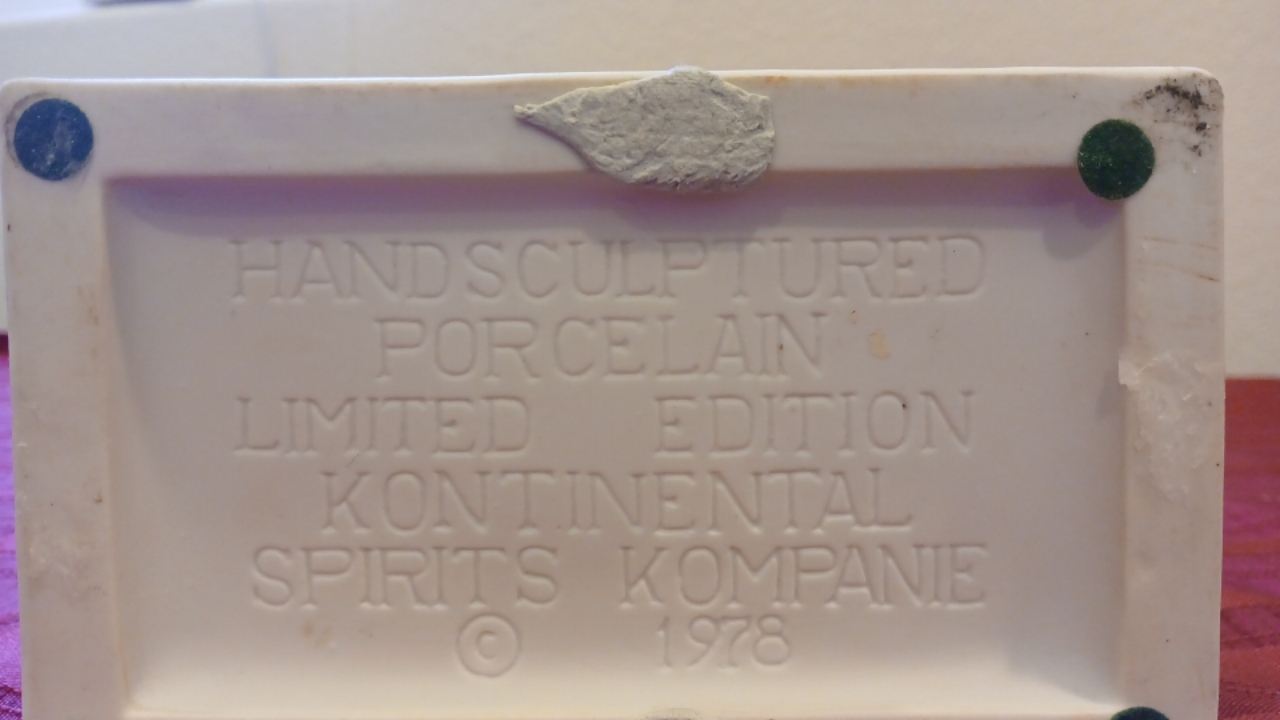 HANDSCULPTURED
PORCELAIN
LIMITED EDITION
KONTINENTAL
SPIRITS KOMPANIE
© 1978